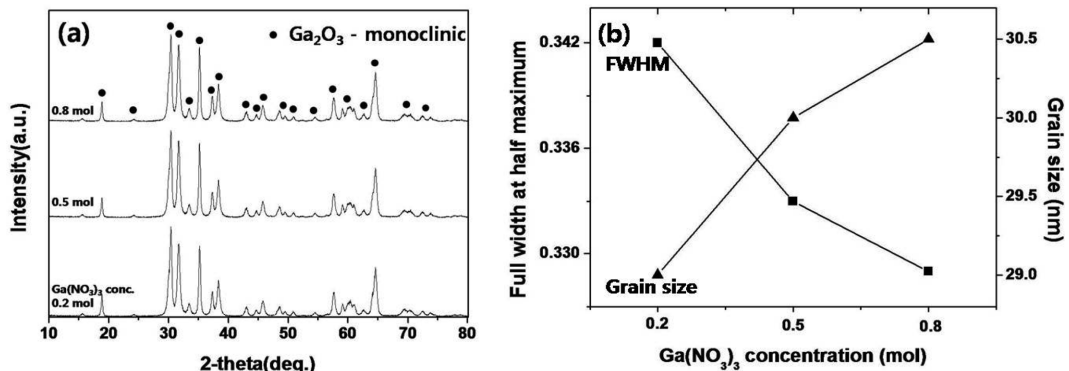 (a)
● Ga₂O₃ - monoclinic
0.8 mol
0.5 mol
Ga(NO₃)₃ conc.
0.2 mol
Intensity(a.u.)
10 20 30 40 50 60 70 80
2-theta(deg.)
(b)
0.342
0.336
0.330
Full width at half maximum
FWHM
Grain size
30.5
30.0
29.5
29.0
Grain size (nm)
0.2 0.5 0.8
Ga(NO₃)₃ concentration (mol)